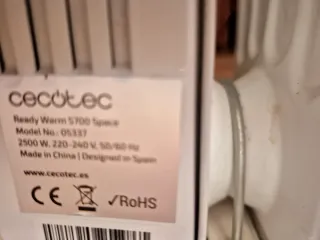 cecotec
Ready Warm 5700 Space
Model No.: 05337
2500 W, 220-240 V, 50/60 Hz
Made in China | Designed in Spain
www.cecotec.es
CE ✓RoHS